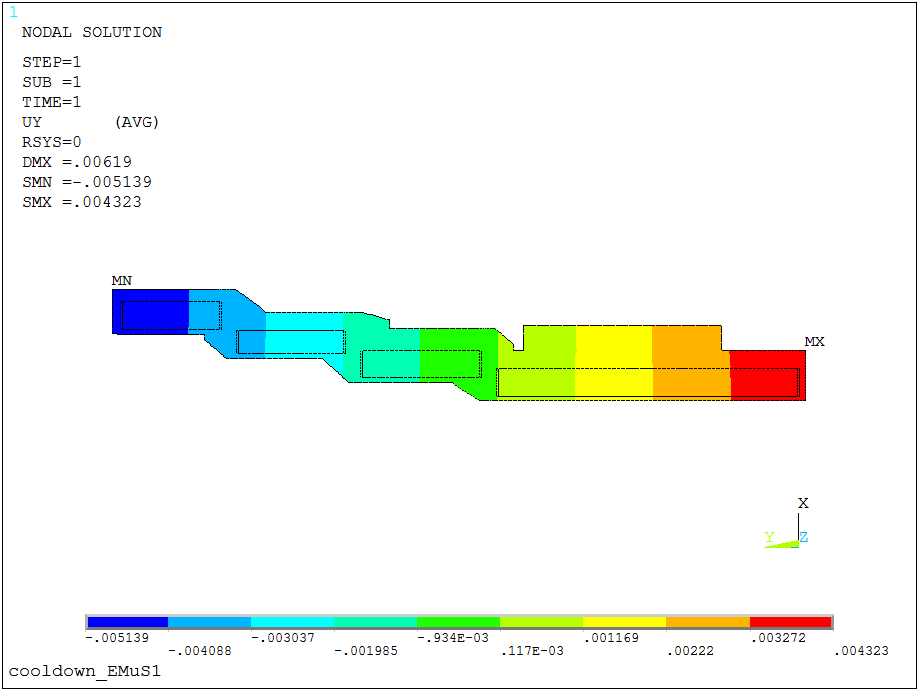 1
NODAL SOLUTION
STEP=1
SUB =1
TIME=1
UY (AVG)
RSYS=0
DMX =.00619
SMN =-.005139
SMX =.004323
MN
MX
X
Y Z
-.005139 -.003037 -.934E-03 .001169 .003272
-.004088 -.001985 .117E-03 .00222 .004323
cooldown_EMuS1